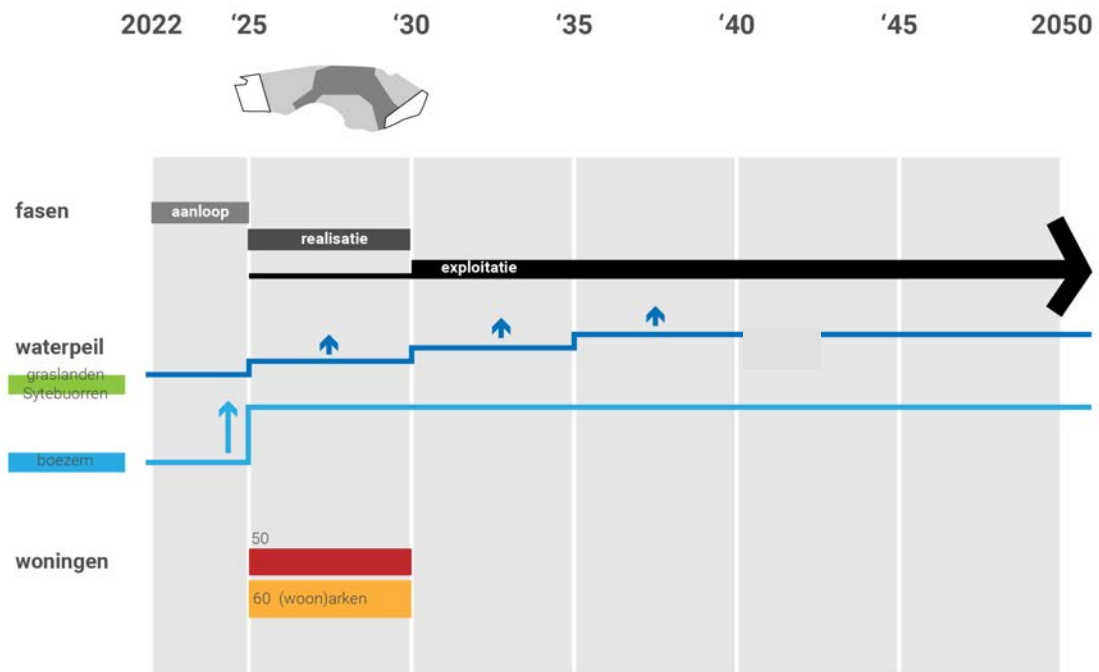 2022 ‘25 ‘30 ‘35 ‘40 ‘45 2050
fasen
aanloop
realisatie
exploitatie
waterpeil
graslanden
Sytebuorren
boezem
50
woningen
60 (woon)arken